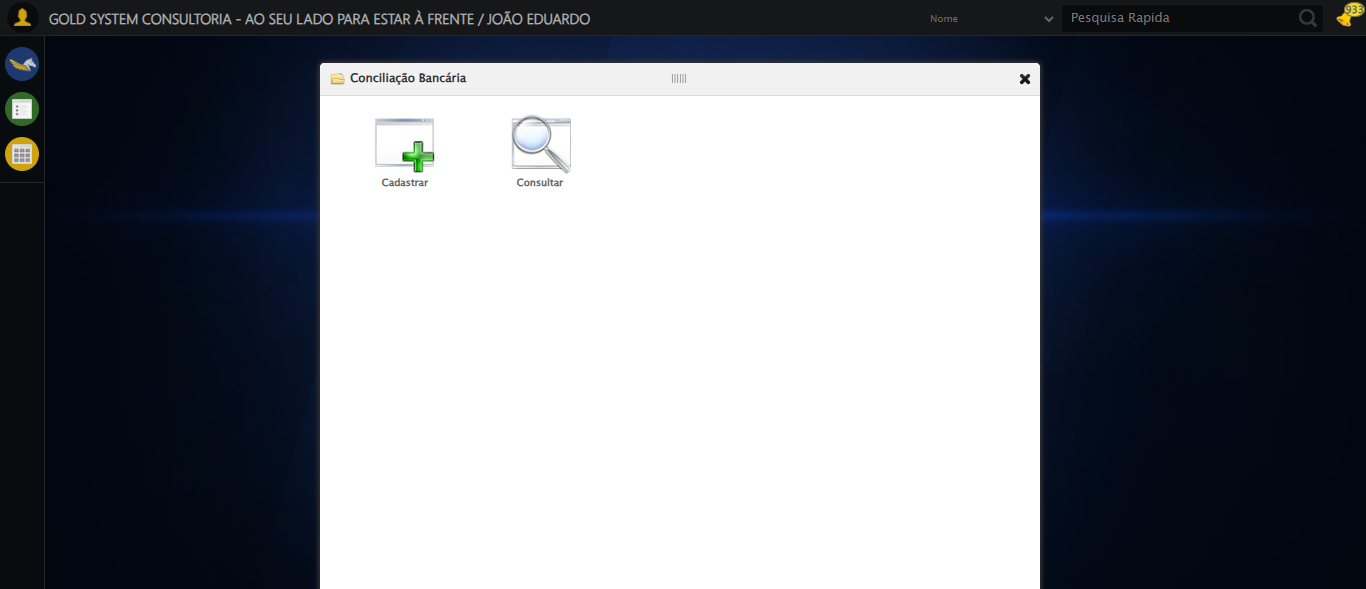 GOLD SYSTEM CONSULTORIA - AO SEU LADO PARA ESTAR À FRENTE / JOÃO EDUARDO
Nome
Pesquisa Rapida
933
Conciliação Bancária
Cadastrar
Consultar